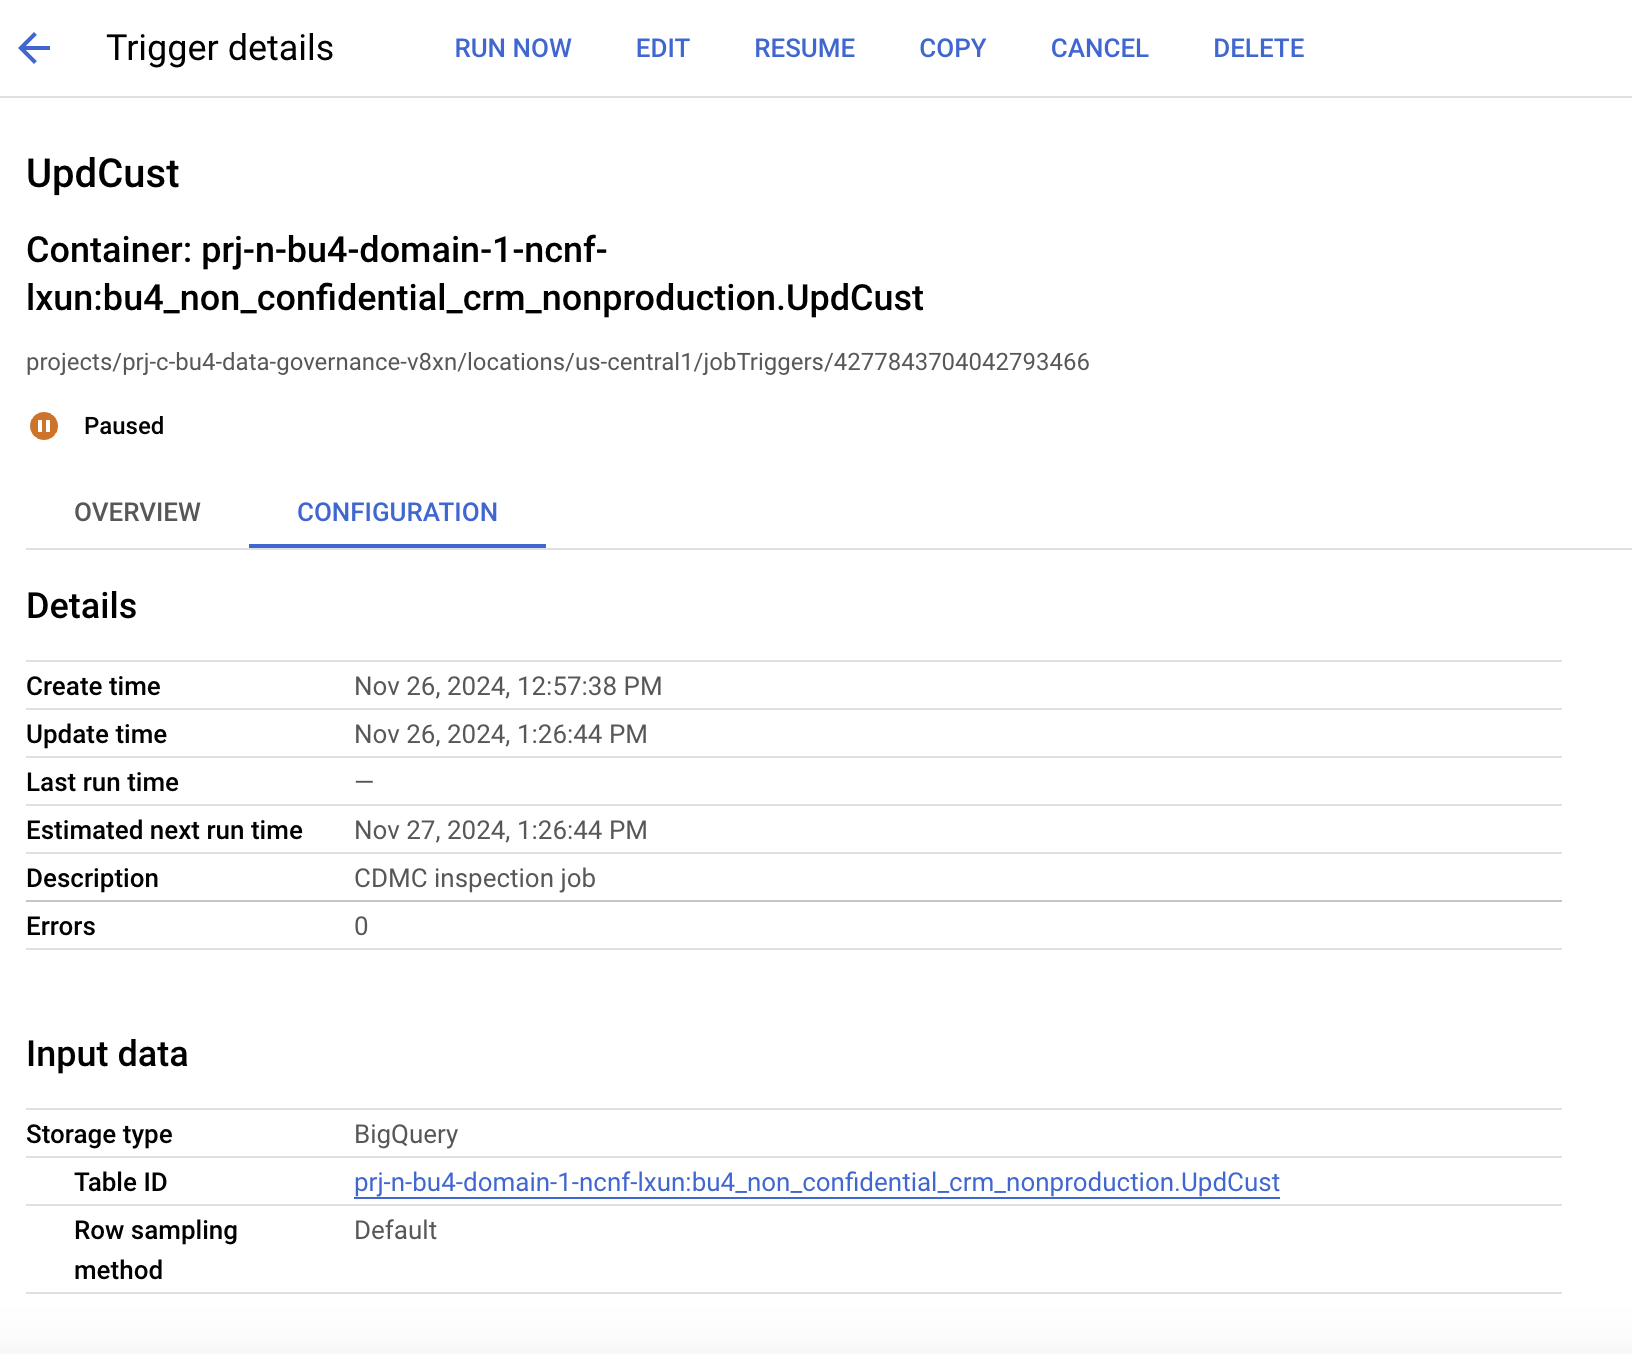 Trigger details
RUN NOW
EDIT
RESUME
COPY
CANCEL
DELETE
UpdCust
Container: prj-n-bu4-domain-1-ncnf-
lxun:bu4_non_confidential_crm_nonproduction.UpdCust
projects/prj-c-bu4-data-governance-v8xn/locations/us-central1/jobTriggers/4277843704042793466
Paused
OVERVIEW
CONFIGURATION
Details
Create time Nov 26, 2024, 12:57:38 PM
Update time Nov 26, 2024, 1:26:44 PM
Last run time —
Estimated next run time Nov 27, 2024, 1:26:44 PM
Description CDMC inspection job
Errors 0
Input data
Storage type BigQuery
Table ID prj-n-bu4-domain-1-ncnf-lxun:bu4_non_confidential_crm_nonproduction.UpdCust
Row sampling Default
method